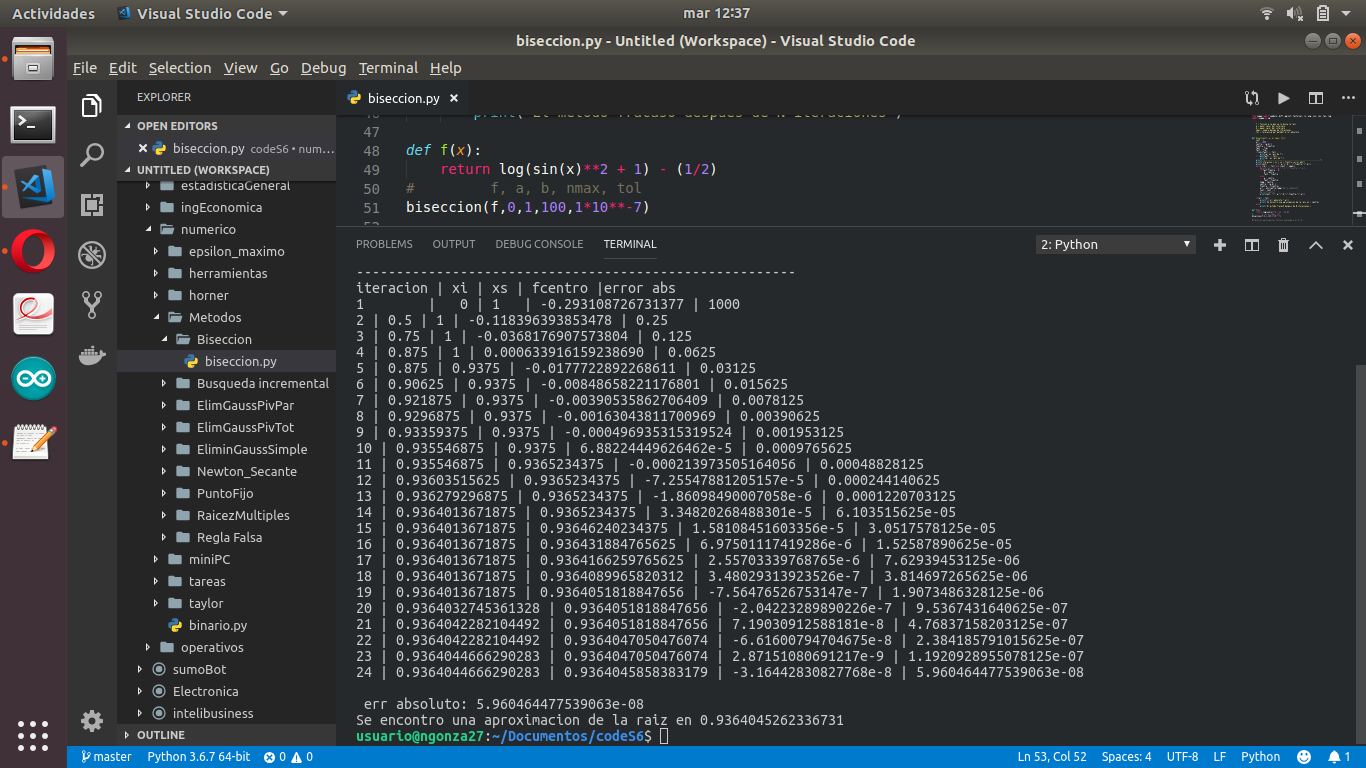 Actividades
Visual Studio Code
mar 12:37
biseccion.py - Untitled (Workspace) - Visual Studio Code
File Edit Selection View Go Debug Terminal Help
EXPLORER
OPEN EDITORS
biseccion.py codeS6 • num…
UNTITLED (WORKSPACE)
estadisticaGeneral
ingEconomica
numerico
epsilon_maximo
herramientas
horner
Metodos
Biseccion
biseccion.py
Busqueda incremental
ElimGaussPivPar
ElimGaussPivTot
EliminGaussSimple
Newton_Secante
PuntoFijo
RaicezMultiples
Regla Falsa
miniPC
tareas
taylor
binario.py
operativos
sumoBot
Electronica
intelibusiness
OUTLINE
biseccion.py
47
48 def f(x):
49 return log(sin(x)**2 + 1) - (1/2)
50 # f, a, b, nmax, tol
51 biseccion(f,0,1,100,1*10**-7)
PROBLEMS OUTPUT DEBUG CONSOLE TERMINAL
2: Python
-------------------------------------------------------
iteracion | xi | xs | fcentro |error abs
1 | 0 | 1 | -0.293108726731377 | 1000
2 | 0.5 | 1 | -0.118396393853478 | 0.25
3 | 0.75 | 1 | -0.0368176907573804 | 0.125
4 | 0.875 | 1 | 0.000633916159238690 | 0.0625
5 | 0.875 | 0.9375 | -0.0177722892268611 | 0.03125
6 | 0.90625 | 0.9375 | -0.00848658221176801 | 0.015625
7 | 0.921875 | 0.9375 | -0.00390535862706409 | 0.0078125
8 | 0.9296875 | 0.9375 | -0.00163043811700969 | 0.00390625
9 | 0.93359375 | 0.9375 | -0.000496935315319524 | 0.001953125
10 | 0.935546875 | 0.9375 | 6.88224449626462e-5 | 0.0009765625
11 | 0.935546875 | 0.9365234375 | -0.000213973505164056 | 0.00048828125
12 | 0.93603515625 | 0.9365234375 | -7.25547881205157e-5 | 0.000244140625
13 | 0.936279296875 | 0.9365234375 | -1.86098490007058e-6 | 0.0001220703125
14 | 0.9364013671875 | 0.9365234375 | 3.34820268488301e-5 | 6.103515625e-05
15 | 0.9364013671875 | 0.93646240234375 | 1.58108451603356e-5 | 3.0517578125e-05
16 | 0.9364013671875 | 0.936431884765625 | 6.97501117419286e-6 | 1.52587890625e-05
17 | 0.9364013671875 | 0.9364166259765625 | 2.55703339768765e-6 | 7.62939453125e-06
18 | 0.9364013671875 | 0.9364089965820312 | 3.48029313923526e-7 | 3.814697265625e-06
19 | 0.9364013671875 | 0.9364051818847656 | -7.56476526753147e-7 | 1.9073486328125e-06
20 | 0.9364032745361328 | 0.9364051818847656 | -2.04223289890226e-7 | 9.5367431640625e-07
21 | 0.9364042282104492 | 0.9364051818847656 | 7.19030912588181e-8 | 4.76837158203125e-07
22 | 0.9364042282104492 | 0.9364047050476074 | -6.61600794704675e-8 | 2.384185791015625e-07
23 | 0.9364044666290283 | 0.9364047050476074 | 2.87151080691217e-9 | 1.1920928955078125e-07
24 | 0.9364044666290283 | 0.9364045858383179 | -3.16442830827768e-8 | 5.960464477539063e-08
err absoluto: 5.960464477539063e-08
Se encontro una aproximacion de la raiz en 0.9364045262336731
usuario@ngonza27:~/Documentos/codeS6$
master Python 3.6.7 64-bit 0 0 Ln 53, Col 52 Spaces: 4 UTF-8 LF Python 1